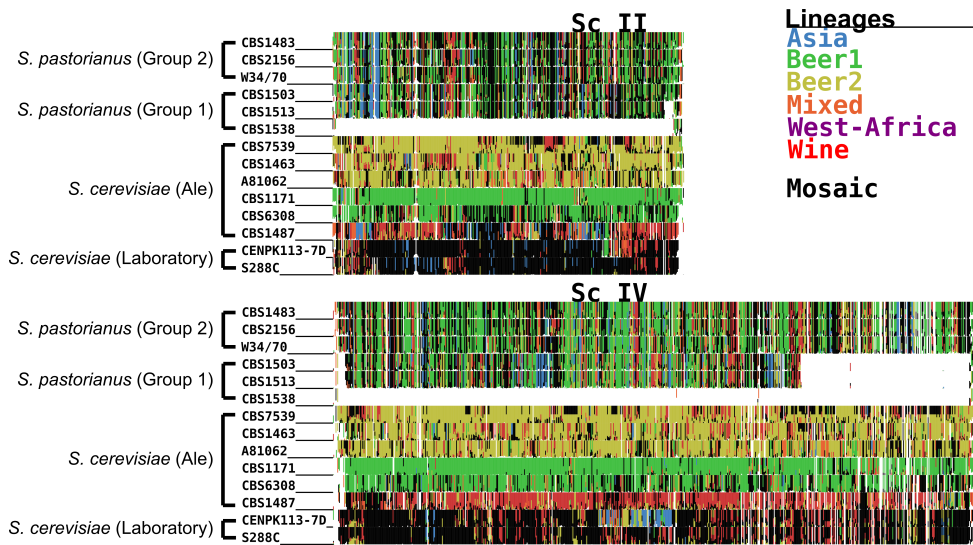 Sc II
S. pastorianus (Group 2)
CBS1483
CBS2156
W34/70
S. pastorianus (Group 1)
CBS1503
CBS1513
CBS1538
S. cerevisiae (Ale)
CBS7539
CBS1463
A81062
CBS1171
CBS6308
CBS1487
S. cerevisiae (Laboratory)
CENPK113-7D
S288C
Lineages
Asia
Beer1
Beer2
Mixed
West-Africa
Wine
Mosaic
Sc IV
S. pastorianus (Group 2)
CBS1483
CBS2156
W34/70
S. pastorianus (Group 1)
CBS1503
CBS1513
CBS1538
S. cerevisiae (Ale)
CBS7539
CBS1463
A81062
CBS1171
CBS6308
CBS1487
S. cerevisiae (Laboratory)
CENPK113-7D
S288C